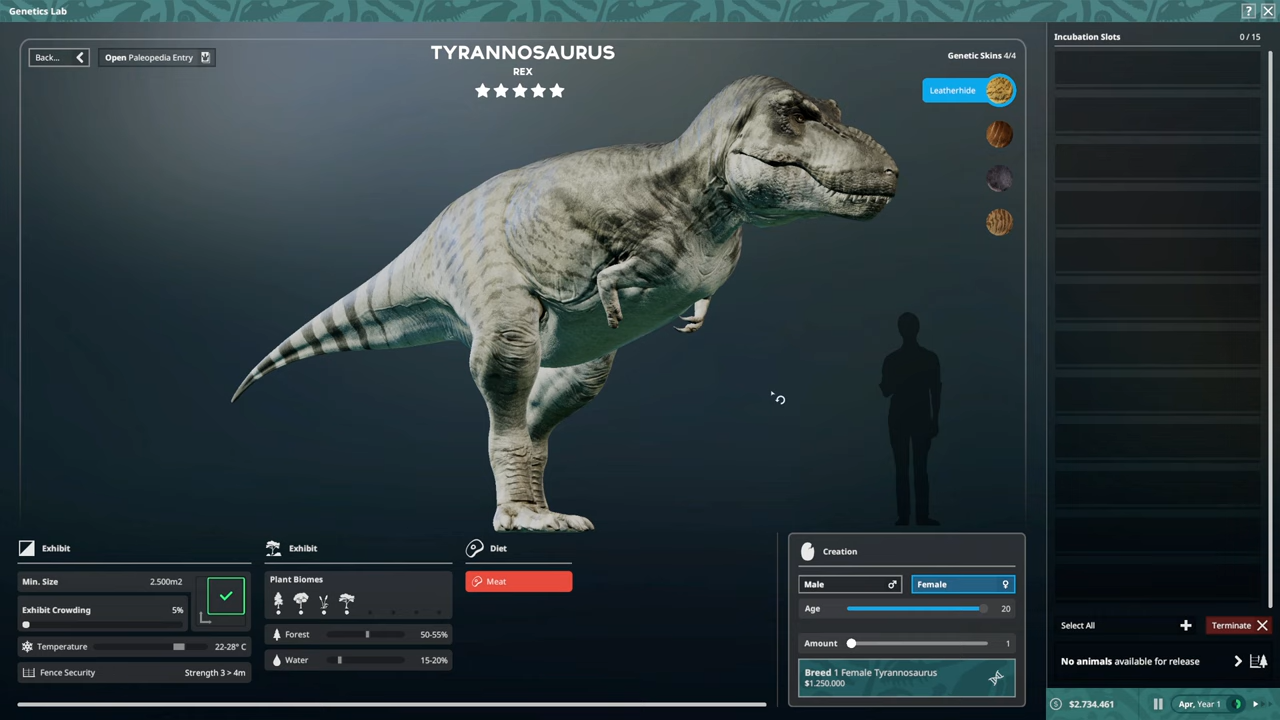 Genetics Lab
?
Back...
Open Paleopedia Entry
TYRANNOSAURUS
REX
Genetic Skins 4/4
Leatherhide
Incubation Slots
0 / 15
Exhibit
Min. Size
2.500m2
Exhibit Crowding
5%
Temperature
22-28° C
Fence Security
Strength:3 > 4m
Exhibit
Plant Biomes
Forest
50-55%
Water
15-20%
Diet
Meat
Creation
Male
Female
Age
20
Amount
1
Breed 1 Female Tyrannosaurus
$1.250.000
Select All
Terminate
No animals available for release
$2.734.461
Apr, Year 1